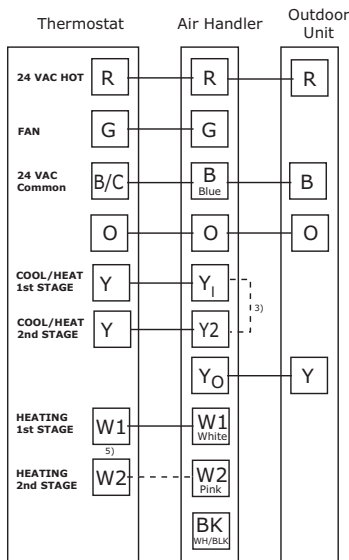 Thermostat Air Handler Outdoor
Unit
24 VAC HOT R R R
FAN G G
24 VAC
Common B/C B B
Blue
O O O
COOL/HEAT
1st STAGE Y YI
3)
COOL/HEAT
2nd STAGE Y Y2
YO Y
HEATING
1st STAGE W1 W1
White
5)
HEATING
2nd STAGE W2 W2
Pink
BK
WH/BLK